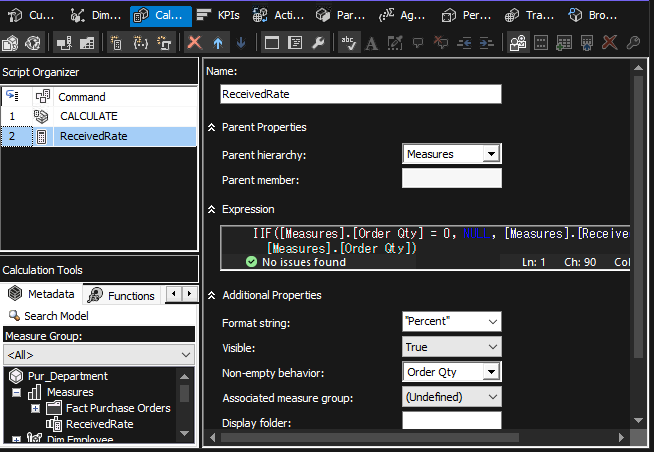 Cu...
Dim...
Cal...
KPIs
Acti...
Par...
Ag...
Per...
Tra...
Bro...
Script Organizer
Command
1 CALCULATE
2 ReceivedRate
Calculation Tools
Metadata
Functions
Search Model
Measure Group:
<All>
Pur_Department
Measures
Fact Purchase Orders
ReceivedRate
Dim Employee
Name:
ReceivedRate
Parent Properties
Parent hierarchy:
Measures
Parent member:
Expression
IIF([Measures].[Order Qty] = 0, NULL, [Measures].[Receive
[Measures].[Order Qty])
No issues found
Ln: 1 Ch: 90 Col
Additional Properties
Format string:
"Percent"
Visible:
True
Non-empty behavior:
Order Qty
Associated measure group:
(Undefined)
Display folder: